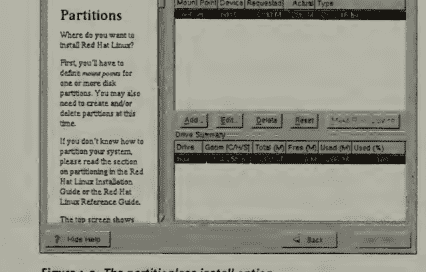 Partitions
Where do you want to
install Red Hat Linux?
First, you'll have to
define mount points for
one or more disk
partitions. You may also
need to create and/or
delete partitions at this
time.
If you don't know how to
partition your system,
please read the section
on partitioning in the Red
Hat Linux Installation
Guide or the Red Hat
Linux Reference Guide.
The top screen shows
Mount Point Device Requested Actual Type
Add... Edit... Delete Reset
Drive Summary
Drive Geom [C/H/S] Total (M) Free (M) Used (M) Used (%)
? Hide Help
Back